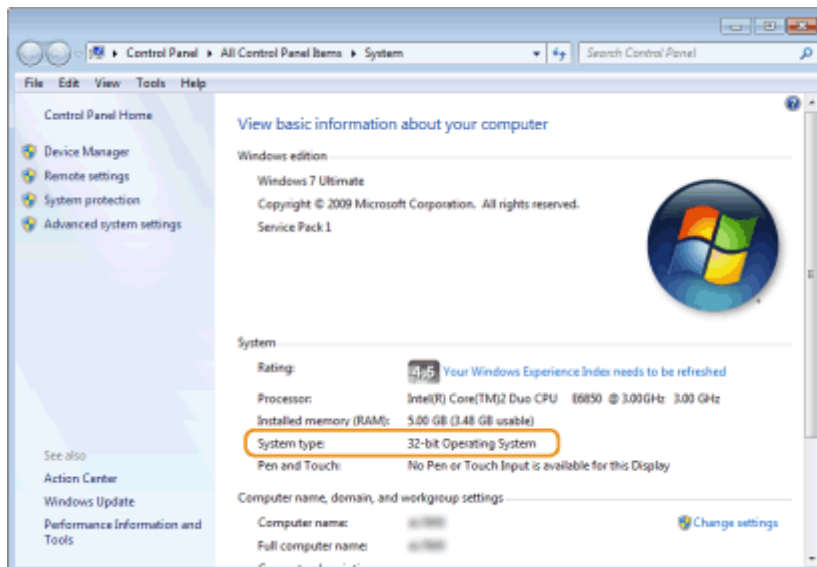 Control Panel ▸ All Control Panel Items ▸ System
Search Control Panel
File Edit View Tools Help
Control Panel Home
Device Manager
Remote settings
System protection
Advanced system settings
See also
Action Center
Windows Update
Performance Information and
Tools
View basic information about your computer
Windows edition
Windows 7 Ultimate
Copyright © 2009 Microsoft Corporation. All rights reserved.
Service Pack 1
System
Rating: 4,5 Your Windows Experience Index needs to be refreshed
Processor: Intel(R) Core(TM)2 Duo CPU E6850 @ 3.00GHz 3.00 GHz
Installed memory (RAM): 5.00 GB (3.48 GB usable)
System type: 32-bit Operating System
Pen and Touch: No Pen or Touch Input is available for this Display
Computer name, domain, and workgroup settings
Computer name:
Change settings
Full computer name: